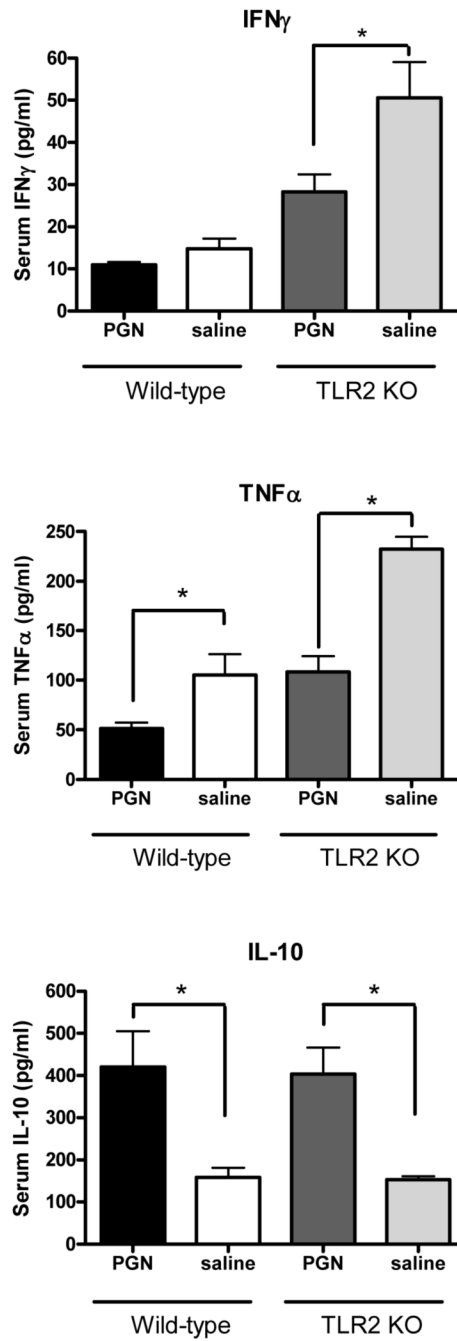 IFNγ
*
Serum IFNγ (pg/ml)
60
50
40
30
20
10
0
PGN saline PGN saline
Wild-type TLR2 KO
TNFα
*
*
Serum TNFα (pg/ml)
250
200
150
100
50
0
PGN saline PGN saline
Wild-type TLR2 KO
IL-10
* *
Serum IL-10 (pg/ml)
600
500
400
300
200
100
0
PGN saline PGN saline
Wild-type TLR2 KO